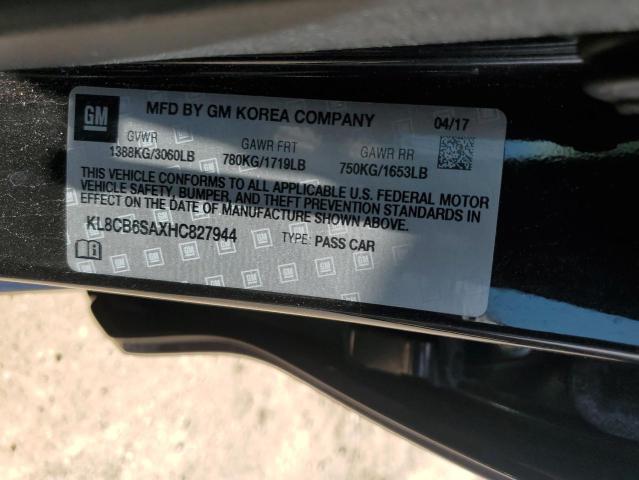 GM MFD BY GM KOREA COMPANY 04/17
GVWR GAWR FRT GAWR RR
1388KG/3060LB 780KG/1719LB 750KG/1653LB
THIS VEHICLE CONFORMS TO ALL APPLICABLE U.S. FEDERAL MOTOR
VEHICLE SAFETY, BUMPER, AND THEFT PREVENTION STANDARDS IN
EFFECT ON THE DATE OF MANUFACTURE SHOWN ABOVE.
KL8CB6SAXHC827944 TYPE: PASS CAR